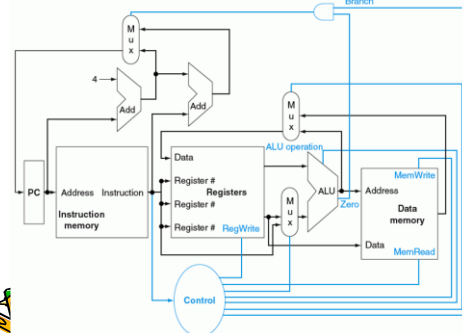 Branch
M
u
x
4
Add
Add
M
u
x
ALU operation
Data
PC
Address
Instruction
Instruction
memory
Register #
Registers
Register #
Register #
RegWrite
M
u
x
ALU
Zero
MemWrite
Address
Data
memory
Data
MemRead
Control